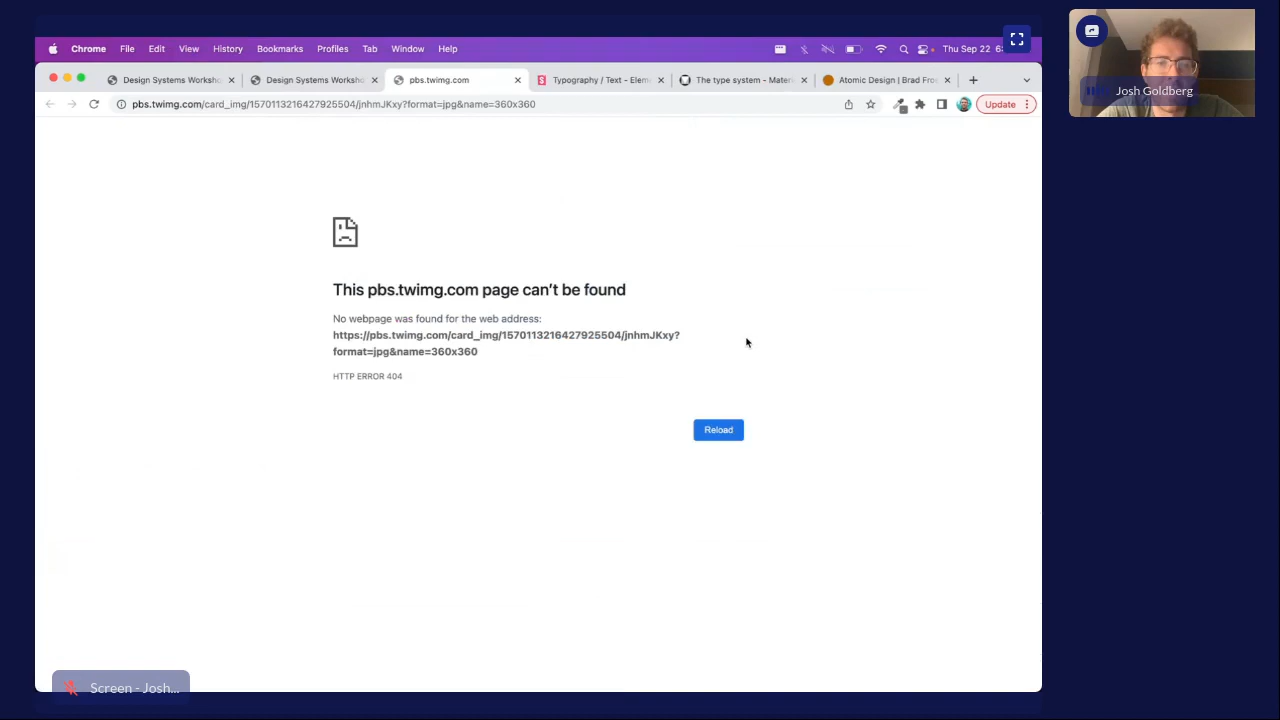 Chrome File Edit View History Bookmarks Profiles Tab Window Help Thu Sep 22 6:
Design Systems Worksho Design Systems Worksho pbs.twimg.com Typography / Text - Elem The type system - Materi Atomic Design | Brad Fro
pbs.twimg.com/card_img/1570113216427925504/jnhmJKxy?format=jpg&name=360x360 Update
Josh Goldberg
This pbs.twimg.com page can't be found
No webpage was found for the web address:
https://pbs.twimg.com/card_img/1570113216427925504/jnhmJKxy?
format=jpg&name=360x360
HTTP ERROR 404
Reload
Screen - Josh...